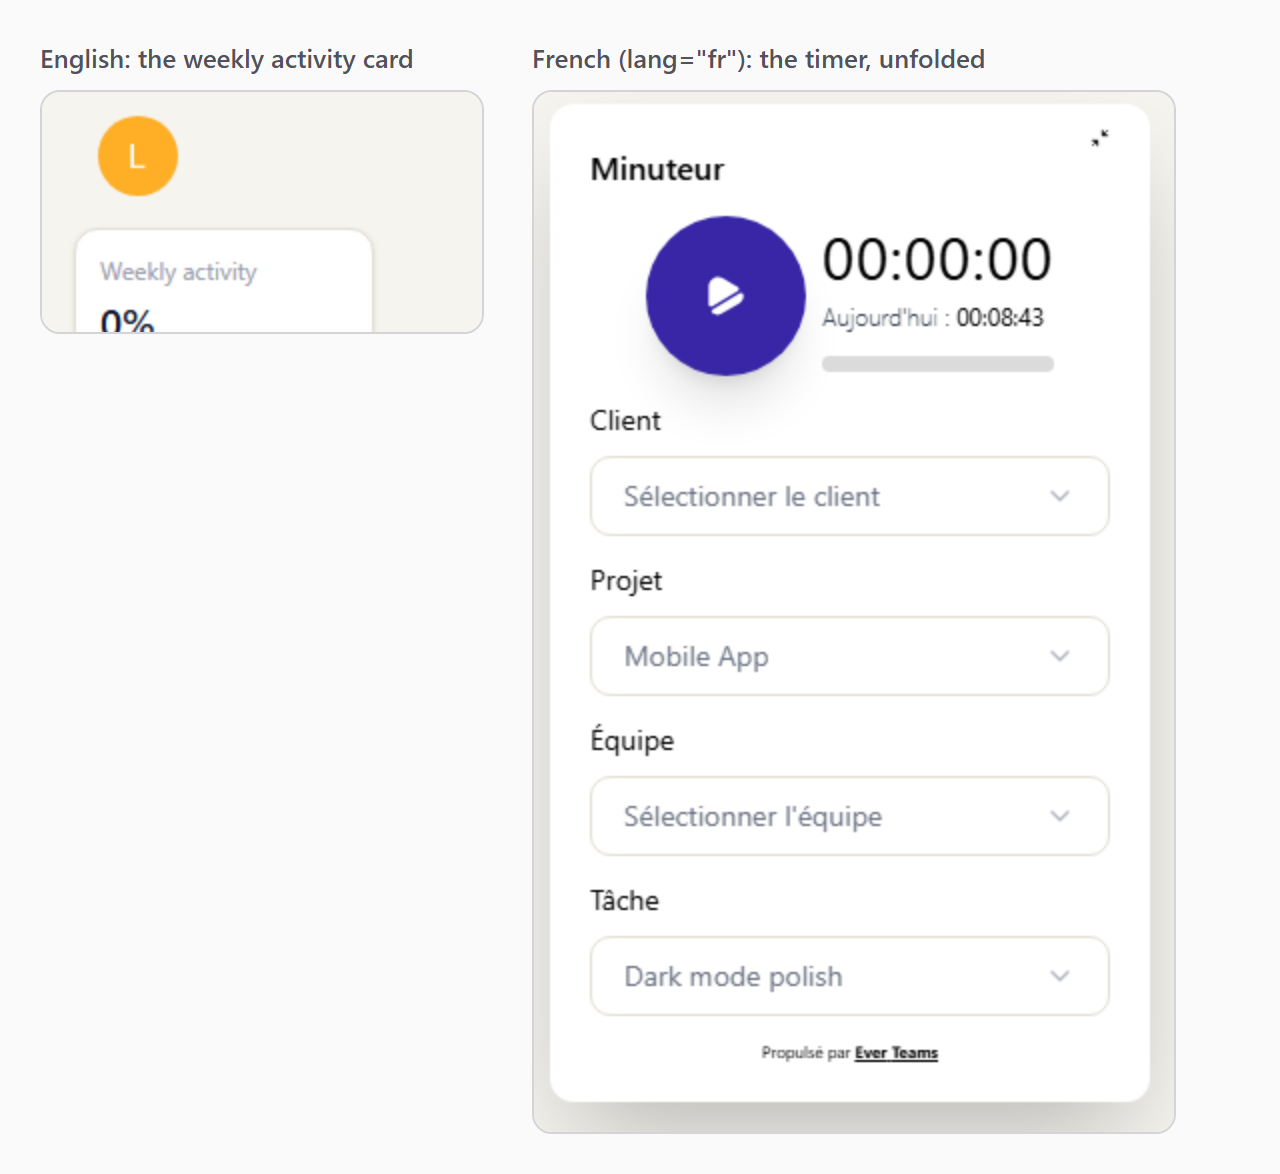 English: the weekly activity card
L
Weekly activity
0%
French (lang="fr"): the timer, unfolded
Minuteur
00:00:00
Aujourd'hui : 00:08:43
Client
Sélectionner le client
Projet
Mobile App
Équipe
Sélectionner l'équipe
Tâche
Dark mode polish
Propulsé par Ever Teams